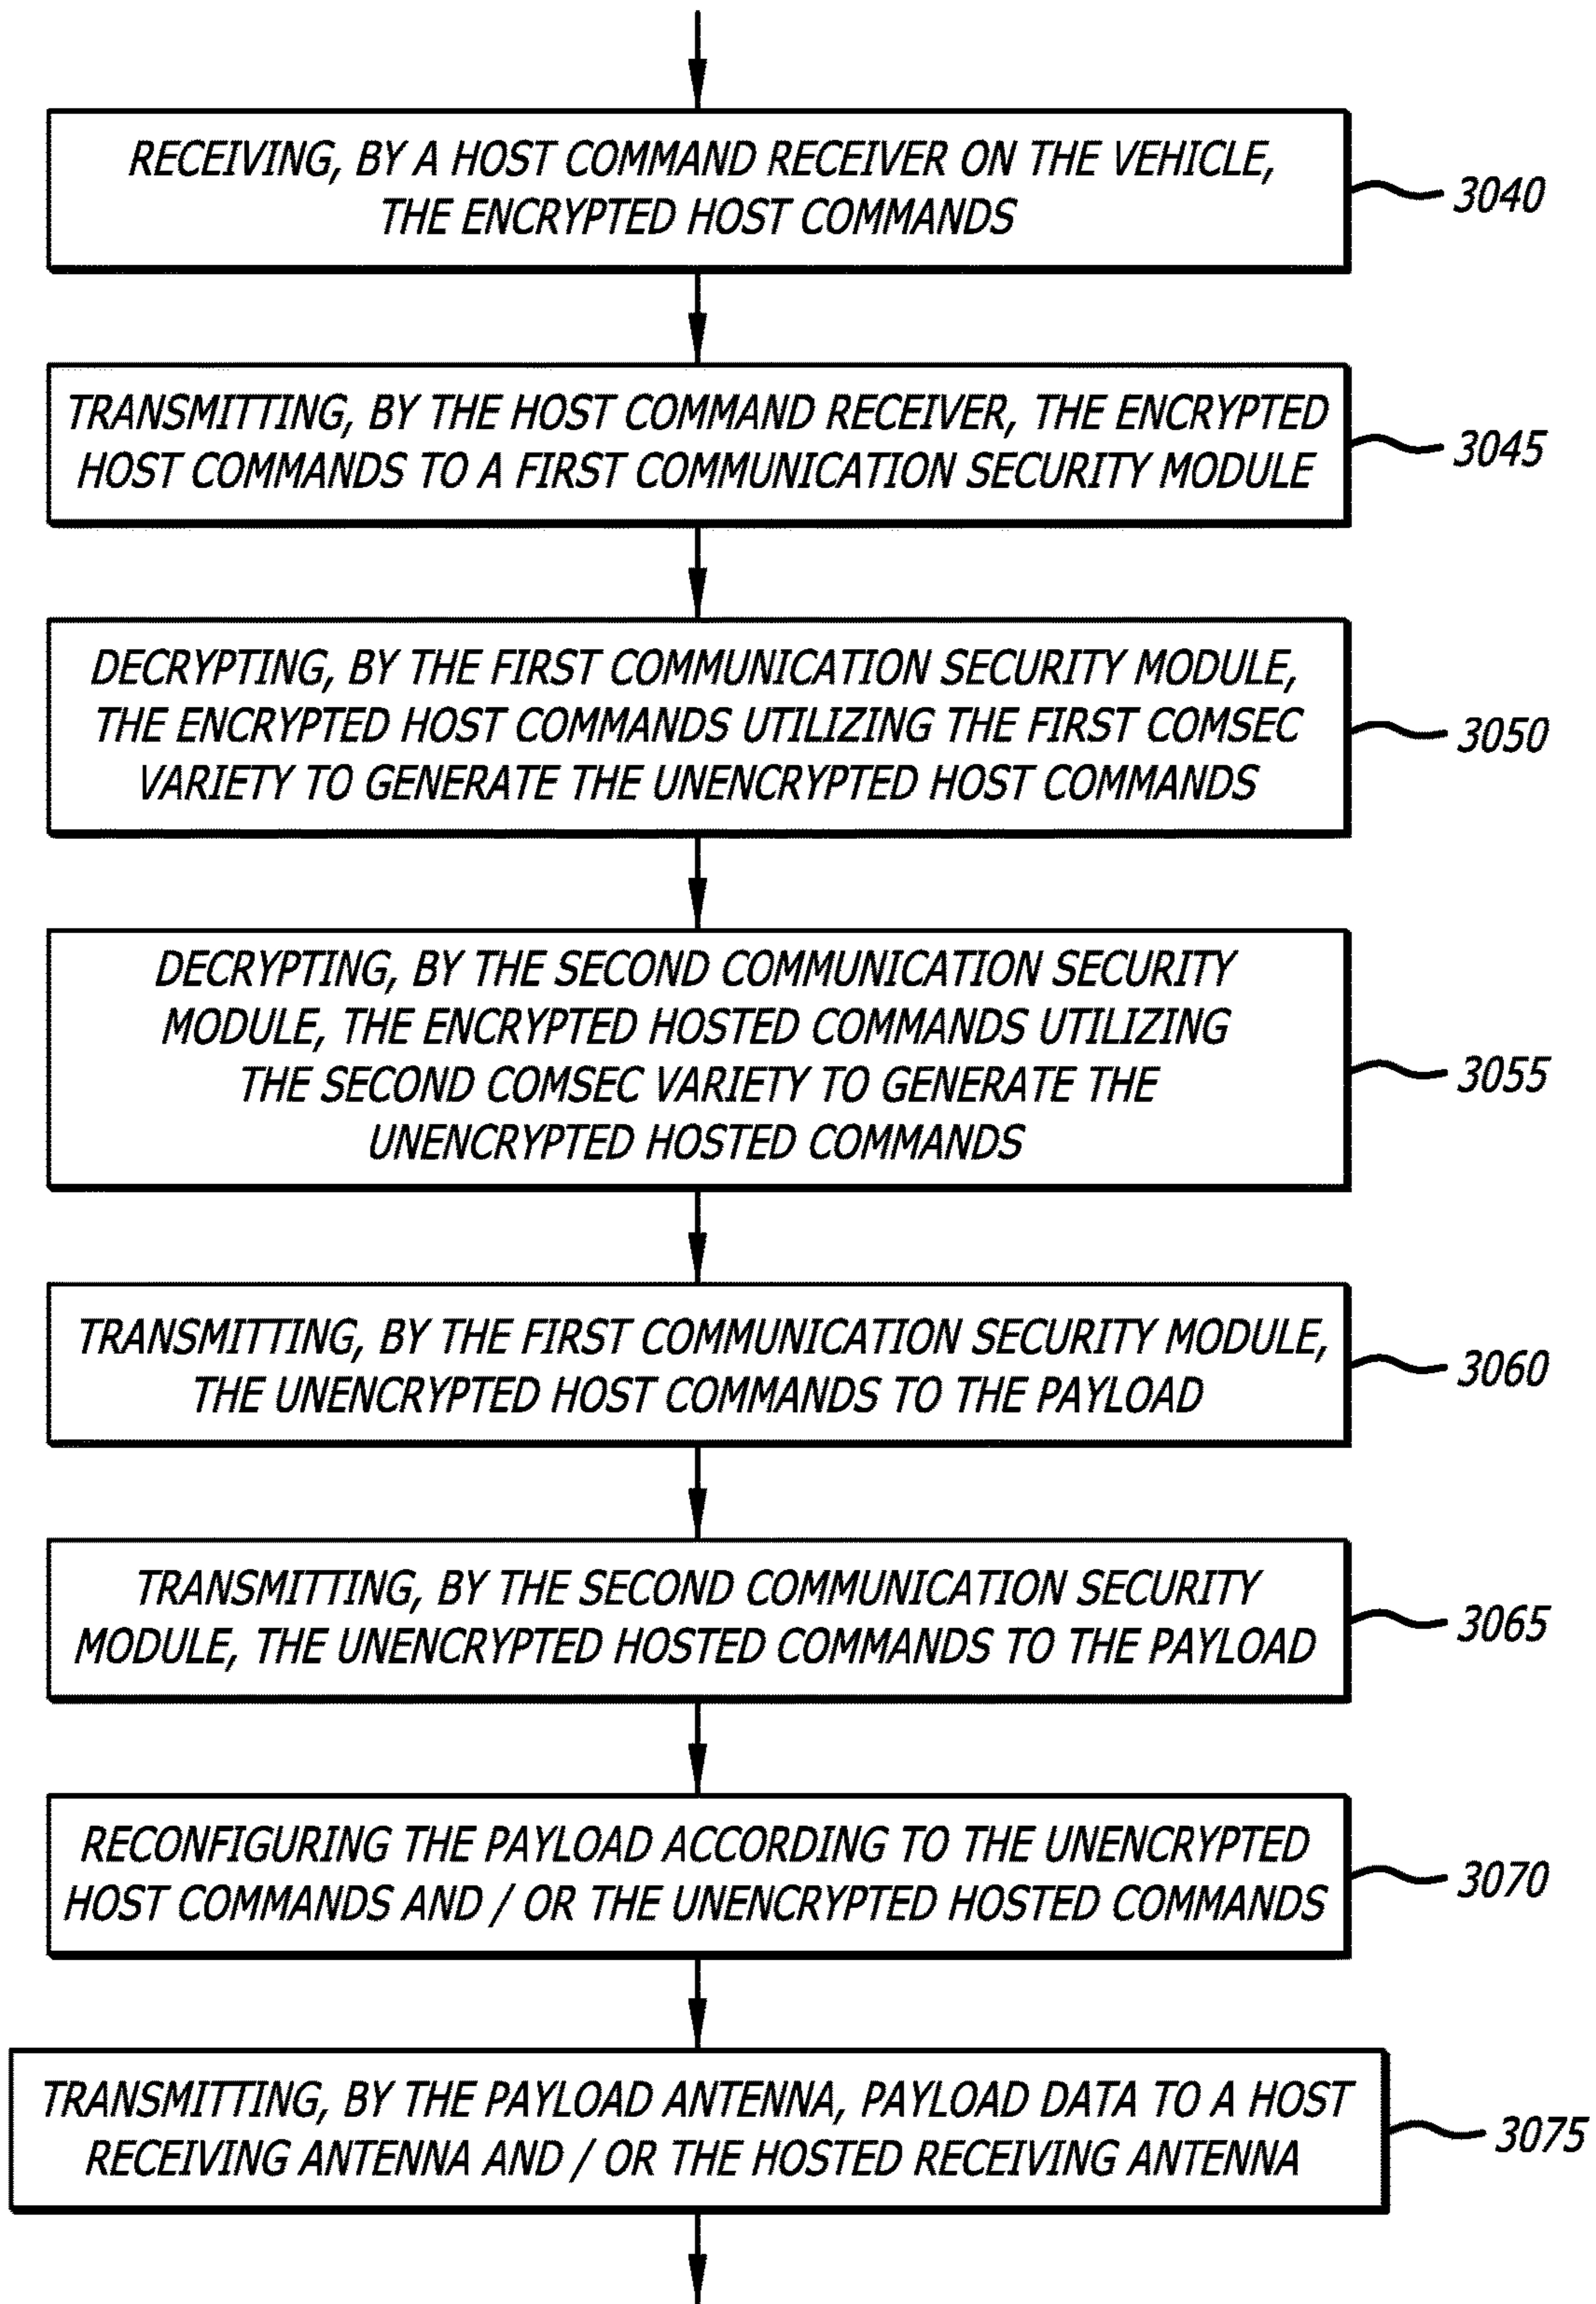 RECEIVING, BY A HOST COMMAND RECEIVER ON THE VEHICLE,
THE ENCRYPTED HOST COMMANDS
3040
TRANSMITTING, BY THE HOST COMMAND RECEIVER, THE ENCRYPTED
HOST COMMANDS TO A FIRST COMMUNICATION SECURITY MODULE
3045
DECRYPTING, BY THE FIRST COMMUNICATION SECURITY MODULE,
THE ENCRYPTED HOST COMMANDS UTILIZING THE FIRST COMSEC
VARIETY TO GENERATE THE UNENCRYPTED HOST COMMANDS
3050
DECRYPTING, BY THE SECOND COMMUNICATION SECURITY
MODULE, THE ENCRYPTED HOSTED COMMANDS UTILIZING
THE SECOND COMSEC VARIETY TO GENERATE THE
UNENCRYPTED HOSTED COMMANDS
3055
TRANSMITTING, BY THE FIRST COMMUNICATION SECURITY MODULE,
THE UNENCRYPTED HOST COMMANDS TO THE PAYLOAD
3060
TRANSMITTING, BY THE SECOND COMMUNICATION SECURITY
MODULE, THE UNENCRYPTED HOSTED COMMANDS TO THE PAYLOAD
3065
RECONFIGURING THE PAYLOAD ACCORDING TO THE UNENCRYPTED
HOST COMMANDS AND / OR THE UNENCRYPTED HOSTED COMMANDS
3070
TRANSMITTING, BY THE PAYLOAD ANTENNA, PAYLOAD DATA TO A HOST
RECEIVING ANTENNA AND / OR THE HOSTED RECEIVING ANTENNA
3075